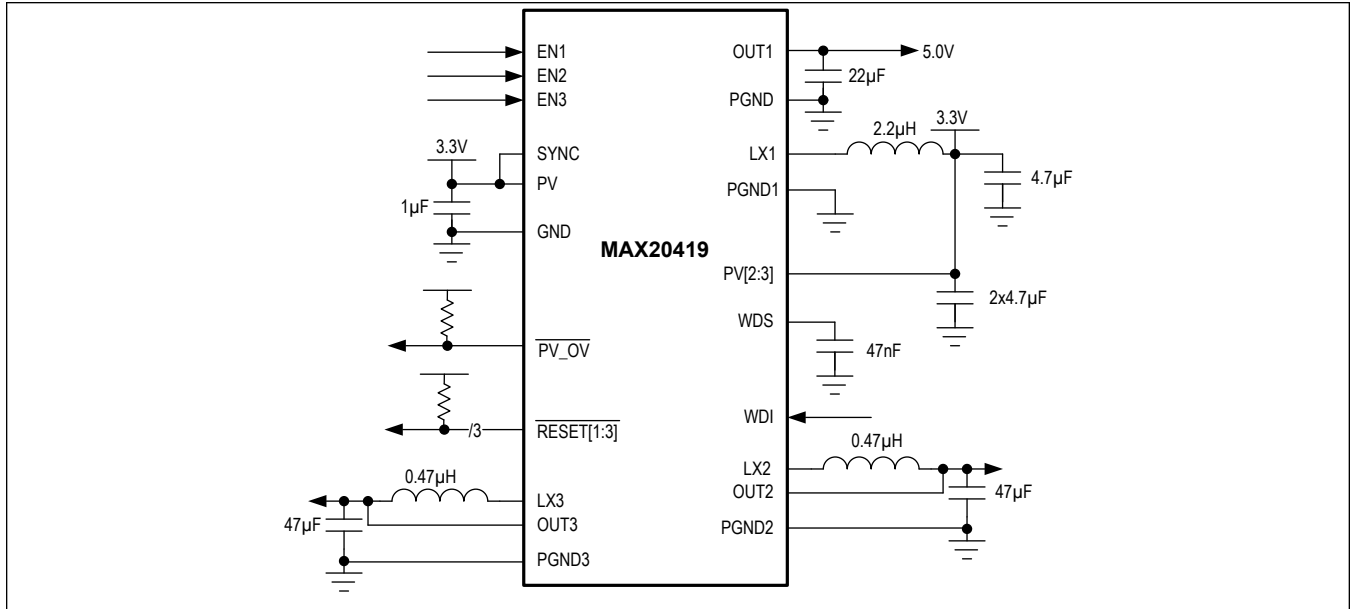 EN1
EN2
EN3
3.3V
SYNC
PV
1µF
GND
PV_OV
/3
RESET[1:3]
0.47µH
LX3
OUT3
47µF
PGND3
MAX20419
OUT1
5.0V
22µF
PGND
3.3V
2.2µH
LX1
4.7µF
PGND1
PV[2:3]
2x4.7µF
WDS
47nF
WDI
0.47µH
LX2
OUT2
47µF
PGND2